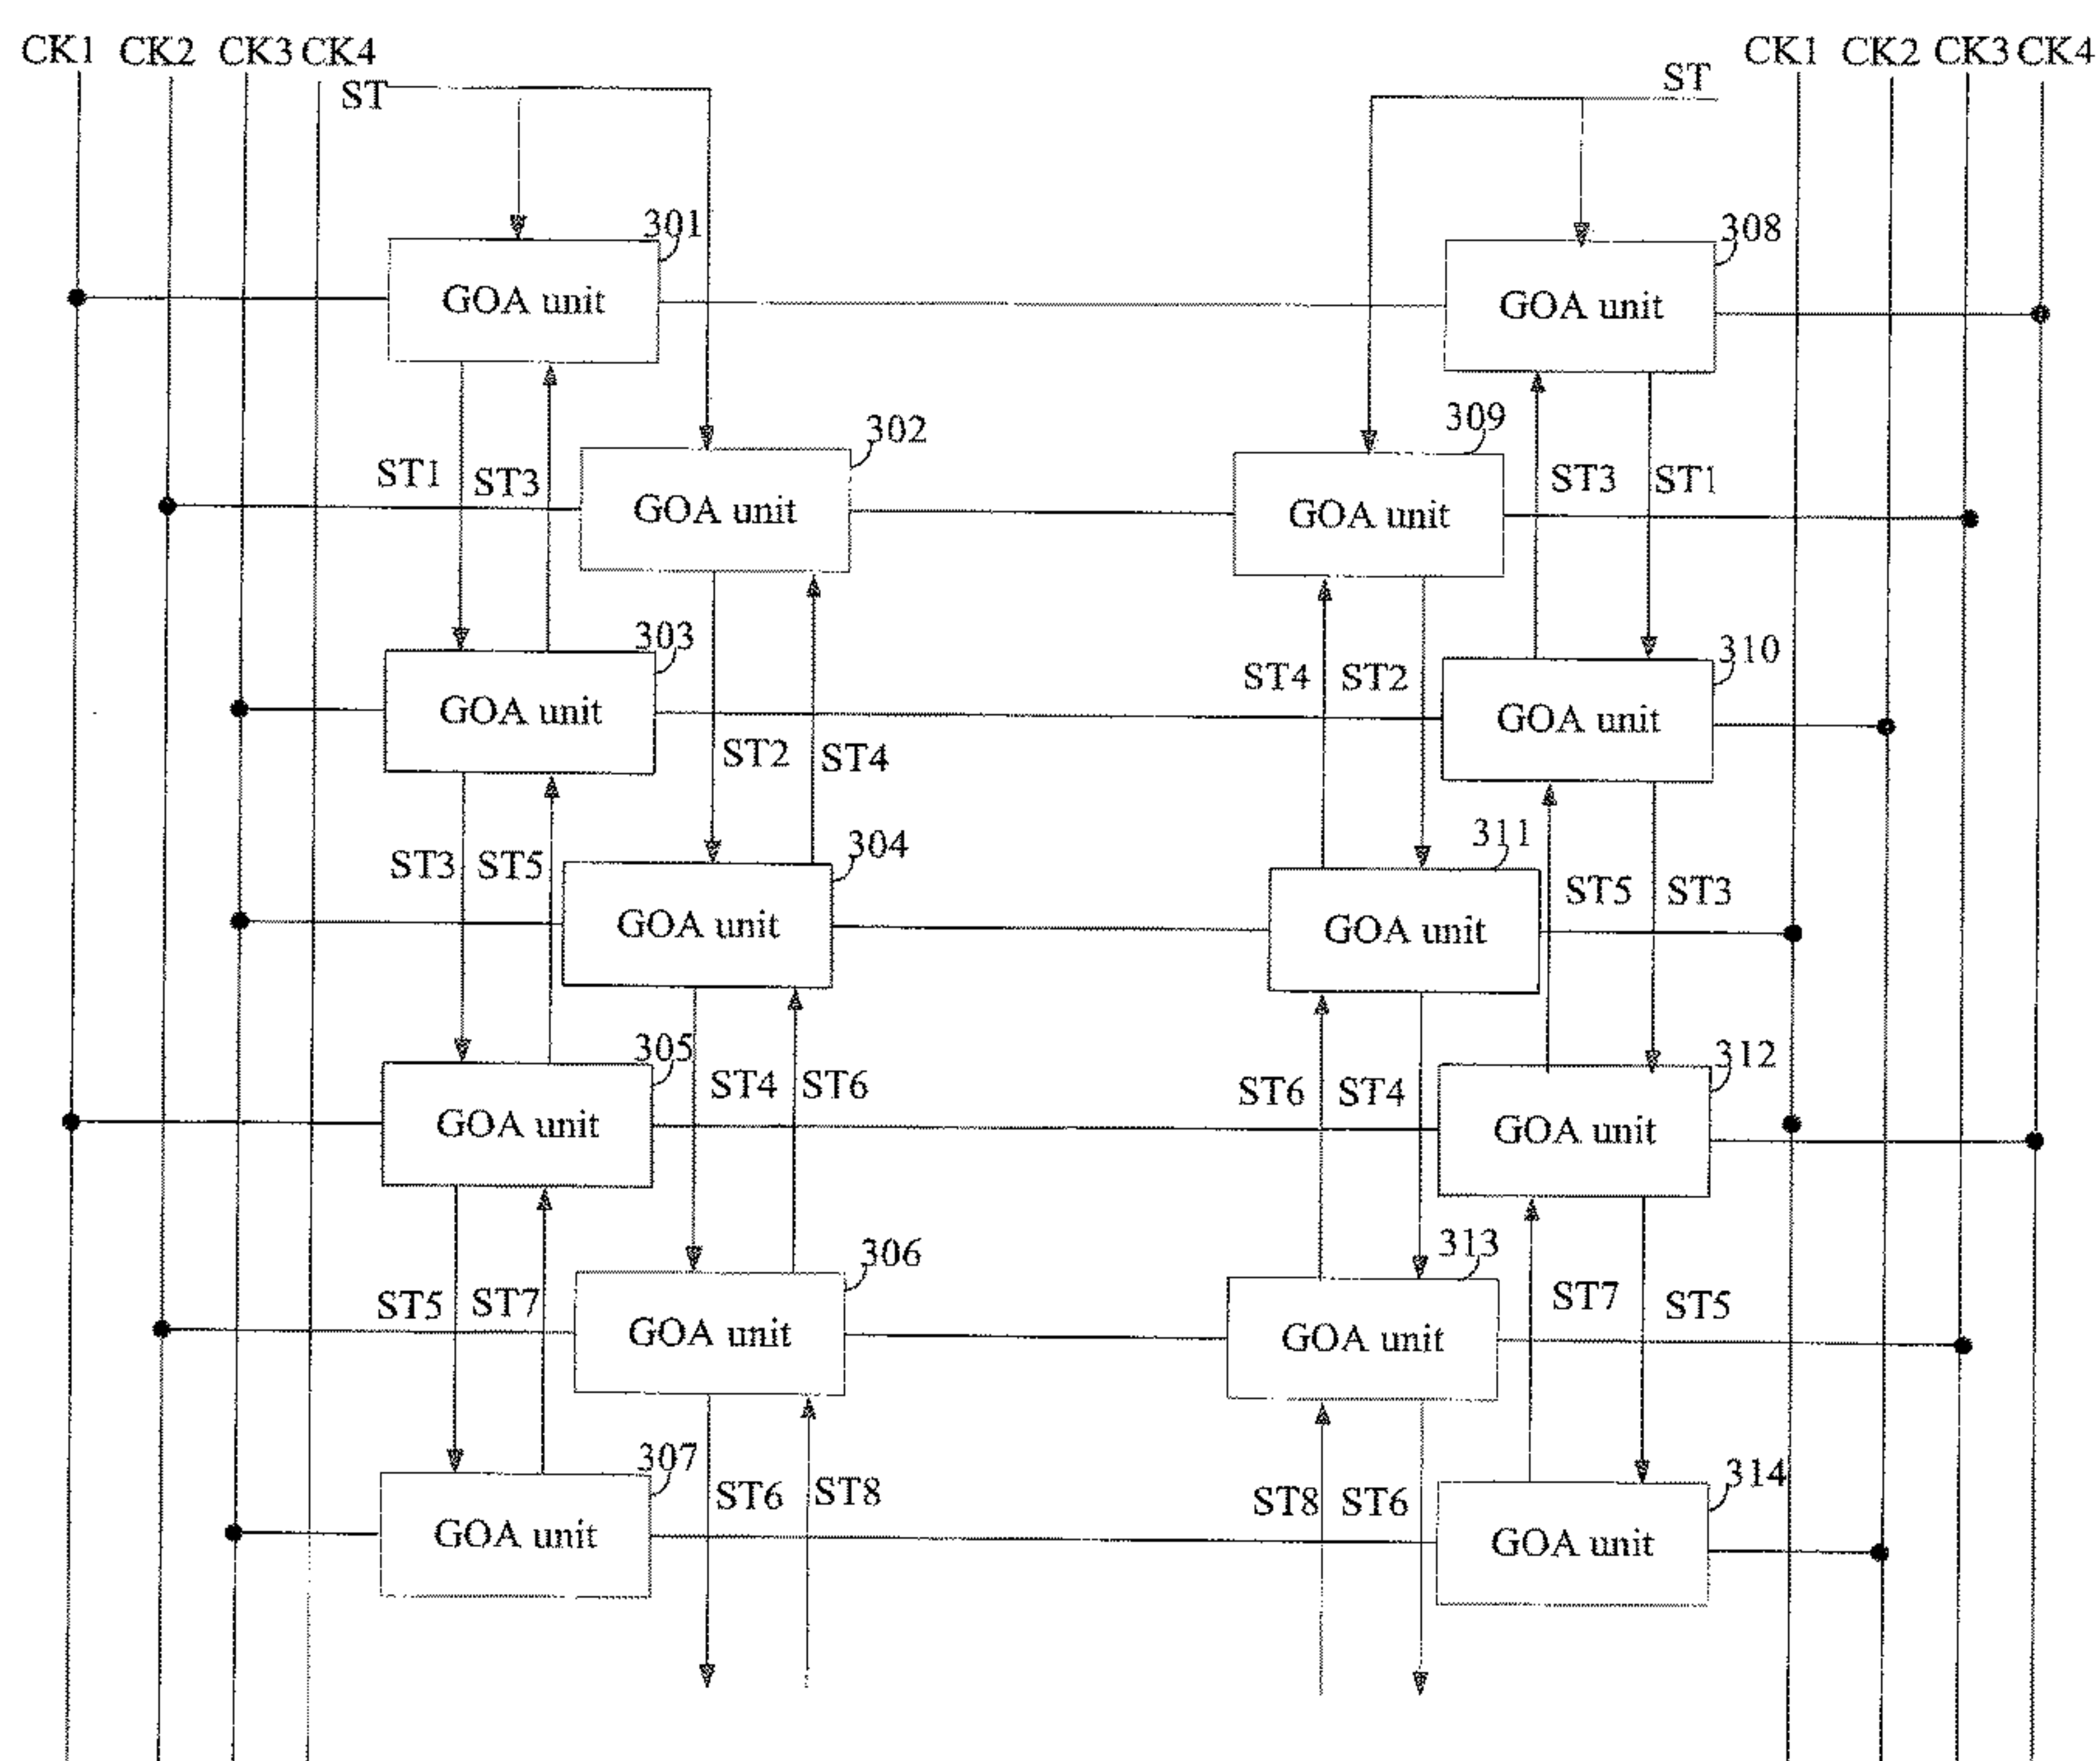 CK1 CK2 CK3 CK4 CK1 CK2 CK3 CK4
ST ST
301 308
GOA unit GOA unit
302 309
ST1 ST3 ST3 ST1
GOA unit GOA unit
303 310
ST4 ST2
GOA unit GOA unit
ST2 ST4
304 311
ST3 ST5 ST5 ST3
GOA unit GOA unit
305 312
ST4 ST6 ST6 ST4
GOA unit GOA unit
306 313
ST5 ST7 ST7 ST5
GOA unit GOA unit
307 314
ST6 ST8 ST8 ST6
GOA unit GOA unit